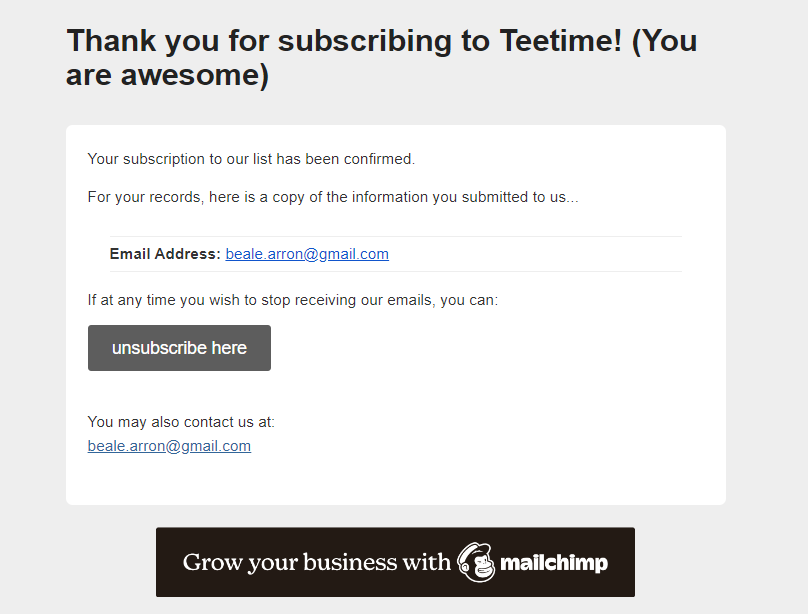 Thank you for subscribing to Teetime! (You
are awesome)
Your subscription to our list has been confirmed.
For your records, here is a copy of the information you submitted to us...
Email Address: beale.arron@gmail.com
If at any time you wish to stop receiving our emails, you can:
unsubscribe here
You may also contact us at:
beale.arron@gmail.com
Grow your business with mailchimp